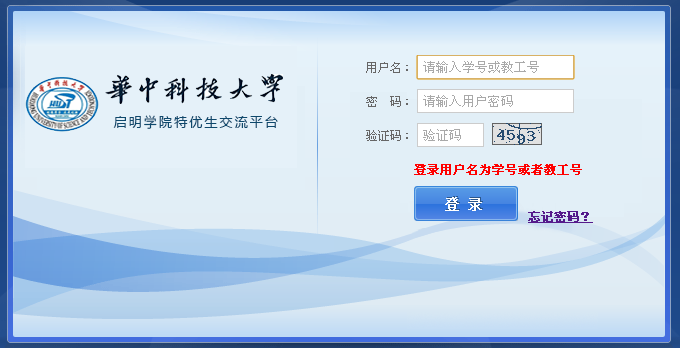 華中科技大学
启明学院特优生交流平台
用户名：
请输入学号或教工号
密 码：
请输入用户密码
验证码：
验证码
4593
登录用户名为学号或者教工号
登 录
忘记密码？